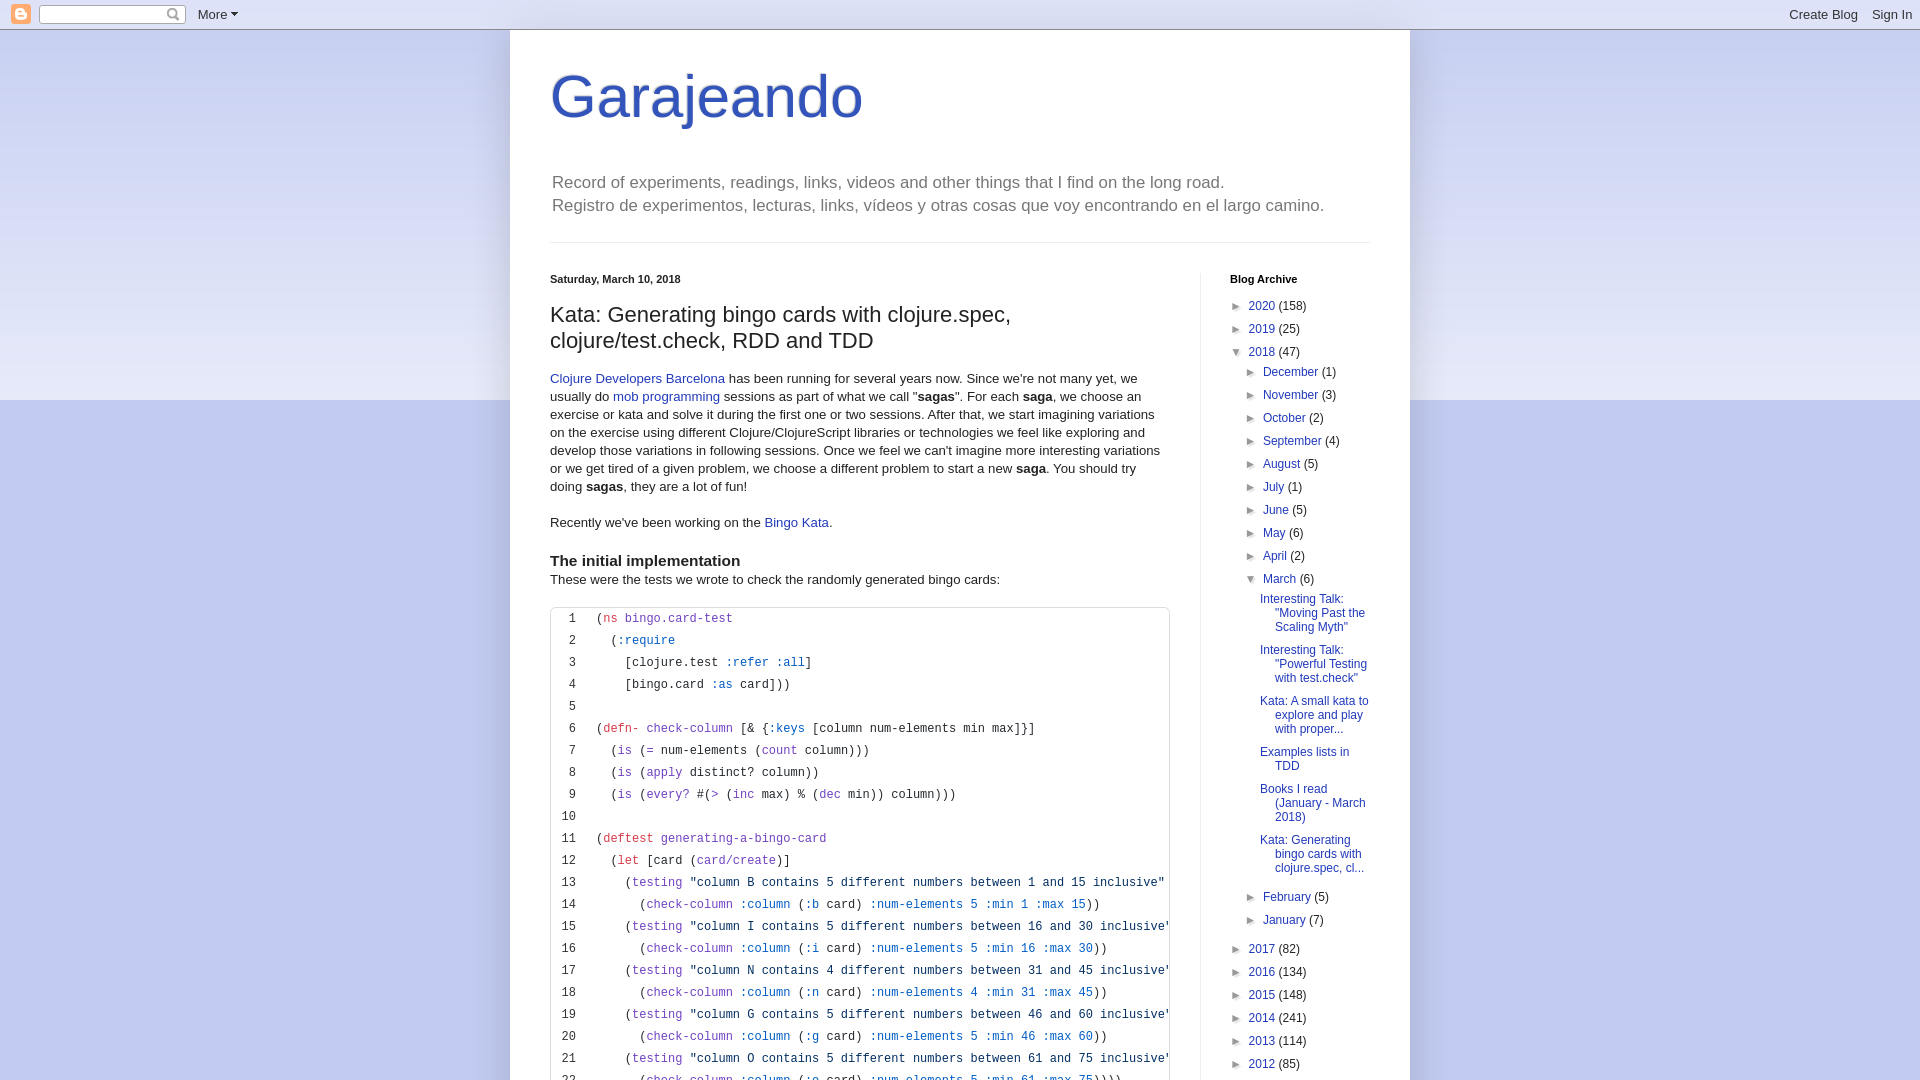 More
Create Blog
Sign In
Garajeando
Record of experiments, readings, links, videos and other things that I find on the long road.
Registro de experimentos, lecturas, links, vídeos y otras cosas que voy encontrando en el largo camino.
Saturday, March 10, 2018
Kata: Generating bingo cards with clojure.spec,
clojure/test.check, RDD and TDD
Clojure Developers Barcelona has been running for several years now. Since we're not many yet, we
usually do mob programming sessions as part of what we call "sagas". For each saga, we choose an
exercise or kata and solve it during the first one or two sessions. After that, we start imagining variations
on the exercise using different Clojure/ClojureScript libraries or technologies we feel like exploring and
develop those variations in following sessions. Once we feel we can't imagine more interesting variations
or we get tired of a given problem, we choose a different problem to start a new saga. You should try
doing sagas, they are a lot of fun!
Recently we've been working on the Bingo Kata.
The initial implementation
These were the tests we wrote to check the randomly generated bingo cards:
1 (ns bingo.card-test
2 (:require
3 [clojure.test :refer :all]
4 [bingo.card :as card]))
5
6 (defn- check-column [& {:keys [column num-elements min max]}]
7 (is (= num-elements (count column)))
8 (is (apply distinct? column))
9 (is (every? #(> (inc max) % (dec min)) column)))
10
11 (deftest generating-a-bingo-card
12 (let [card (card/create)]
13 (testing "column B contains 5 different numbers between 1 and 15 inclusive"
14 (check-column :column (:b card) :num-elements 5 :min 1 :max 15))
15 (testing "column I contains 5 different numbers between 16 and 30 inclusive"
16 (check-column :column (:i card) :num-elements 5 :min 16 :max 30))
17 (testing "column N contains 4 different numbers between 31 and 45 inclusive"
18 (check-column :column (:n card) :num-elements 4 :min 31 :max 45))
19 (testing "column G contains 5 different numbers between 46 and 60 inclusive"
20 (check-column :column (:g card) :num-elements 5 :min 46 :max 60))
21 (testing "column O contains 5 different numbers between 61 and 75 inclusive"
22 (check-column :column (:o card) :num-elements 5 :min 61 :max 75))))
Blog Archive
► 2020 (158)
► 2019 (25)
▼ 2018 (47)
► December (1)
► November (3)
► October (2)
► September (4)
► August (5)
► July (1)
► June (5)
► May (6)
► April (2)
▼ March (6)
Interesting Talk:
"Moving Past the
Scaling Myth"
Interesting Talk:
"Powerful Testing
with test.check"
Kata: A small kata to
explore and play
with proper...
Examples lists in
TDD
Books I read
(January - March
2018)
Kata: Generating
bingo cards with
clojure.spec, cl...
► February (5)
► January (7)
► 2017 (82)
► 2016 (134)
► 2015 (148)
► 2014 (241)
► 2013 (114)
► 2012 (85)